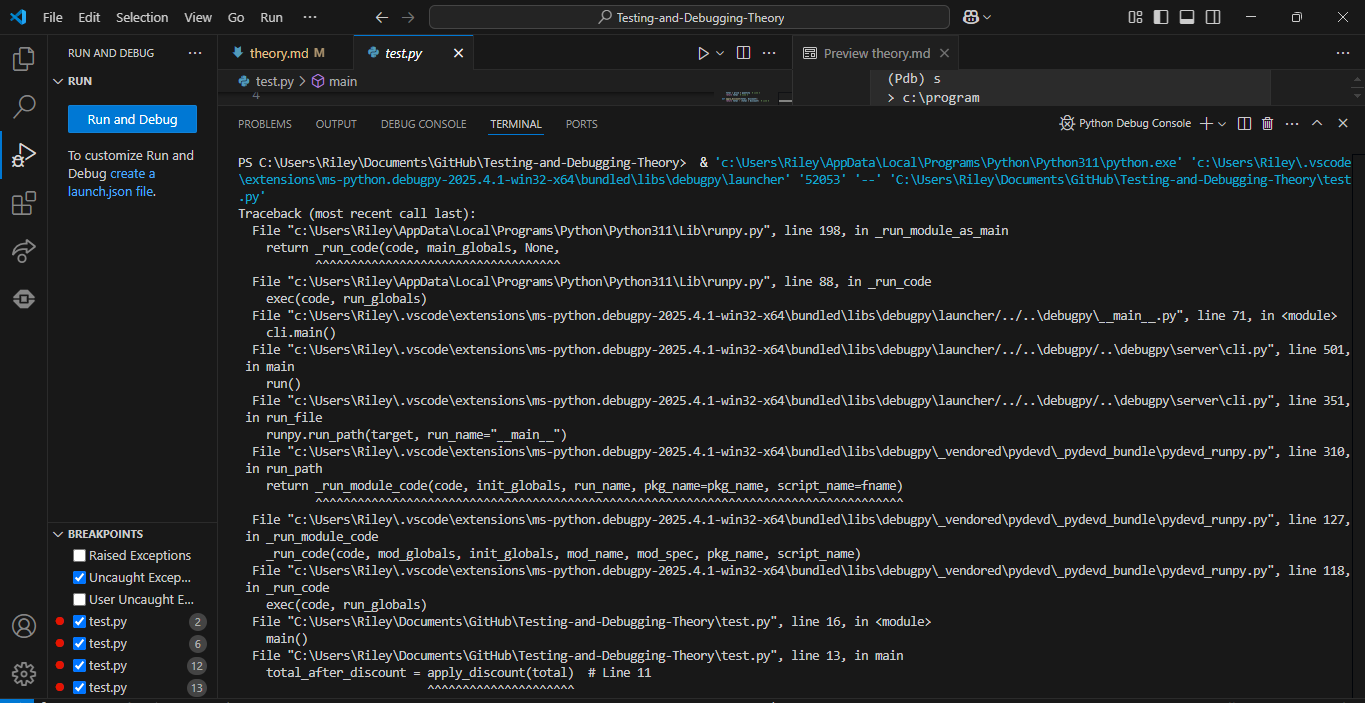 File Edit Selection View Go Run ··· Testing-and-Debugging-Theory
RUN AND DEBUG ···
RUN
Run and Debug
To customize Run and
Debug create a
launch.json file.
theory.md M test.py
test.py > main
4
Preview theory.md
(Pdb) s
> c:\program
PROBLEMS OUTPUT DEBUG CONSOLE TERMINAL PORTS
Python Debug Console
PS C:\Users\Riley\Documents\GitHub\Testing-and-Debugging-Theory>  & 'c:\Users\Riley\AppData\Local\Programs\Python\Python311\python.exe' 'c:\Users\Riley\.vscode
\extensions\ms-python.debugpy-2025.4.1-win32-x64\bundled\libs\debugpy\launcher' '52053' '--' 'C:\Users\Riley\Documents\GitHub\Testing-and-Debugging-Theory\test
.py'
Traceback (most recent call last):
  File "c:\Users\Riley\AppData\Local\Programs\Python\Python311\Lib\runpy.py", line 198, in _run_module_as_main
    return _run_code(code, main_globals, None,
           ^^^^^^^^^^^^^^^^^^^^^^^^^^^^^^^^^^^
  File "c:\Users\Riley\AppData\Local\Programs\Python\Python311\Lib\runpy.py", line 88, in _run_code
    exec(code, run_globals)
  File "c:\Users\Riley\.vscode\extensions\ms-python.debugpy-2025.4.1-win32-x64\bundled\libs\debugpy\launcher/../..\debugpy\__main__.py", line 71, in <module>
    cli.main()
  File "c:\Users\Riley\.vscode\extensions\ms-python.debugpy-2025.4.1-win32-x64\bundled\libs\debugpy\launcher/../..\debugpy/..\debugpy\server\cli.py", line 501,
 in main
    run()
  File "c:\Users\Riley\.vscode\extensions\ms-python.debugpy-2025.4.1-win32-x64\bundled\libs\debugpy\launcher/../..\debugpy/..\debugpy\server\cli.py", line 351,
 in run_file
    runpy.run_path(target, run_name="__main__")
  File "c:\Users\Riley\.vscode\extensions\ms-python.debugpy-2025.4.1-win32-x64\bundled\libs\debugpy\_vendored\pydevd\_pydevd_bundle\pydevd_runpy.py", line 310,
 in run_path
    return _run_module_code(code, init_globals, run_name, pkg_name=pkg_name, script_name=fname)
           ^^^^^^^^^^^^^^^^^^^^^^^^^^^^^^^^^^^^^^^^^^^^^^^^^^^^^^^^^^^^^^^^^^^^^^^^^^^^^^^^^^^^
  File "c:\Users\Riley\.vscode\extensions\ms-python.debugpy-2025.4.1-win32-x64\bundled\libs\debugpy\_vendored\pydevd\_pydevd_bundle\pydevd_runpy.py", line 127,
 in _run_module_code
    _run_code(code, mod_globals, init_globals, mod_name, mod_spec, pkg_name, script_name)
  File "c:\Users\Riley\.vscode\extensions\ms-python.debugpy-2025.4.1-win32-x64\bundled\libs\debugpy\_vendored\pydevd\_pydevd_bundle\pydevd_runpy.py", line 118,
 in _run_code
    exec(code, run_globals)
  File "C:\Users\Riley\Documents\GitHub\Testing-and-Debugging-Theory\test.py", line 16, in <module>
    main()
  File "C:\Users\Riley\Documents\GitHub\Testing-and-Debugging-Theory\test.py", line 13, in main
    total_after_discount = apply_discount(total)  # Line 11
                           ^^^^^^^^^^^^^^^^^^^^^
BREAKPOINTS
Raised Exceptions
Uncaught Excep...
User Uncaught E...
test.py 2
test.py 6
test.py 12
test.py 13